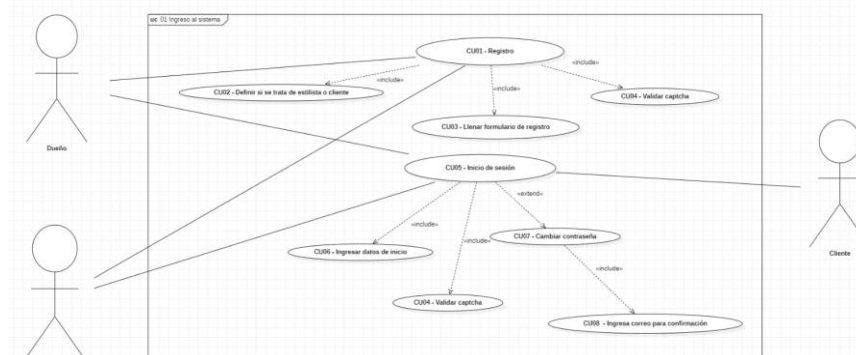 uc 01 Ingreso al sistema
CU01 - Registro
«include»
«include»
«include»
CU02 - Definir si se trata de estilista o cliente
CU04 - Validar captcha
CU03 - Llenar formulario de registro
Dueño
CU05 - Inicio de sesión
«extend»
«include»
«include»
CU07 - Cambiar contraseña
CU06 - Ingresar datos de inicio
Cliente
«include»
CU04 - Validar captcha
CU08 - Ingresa correo para confirmación